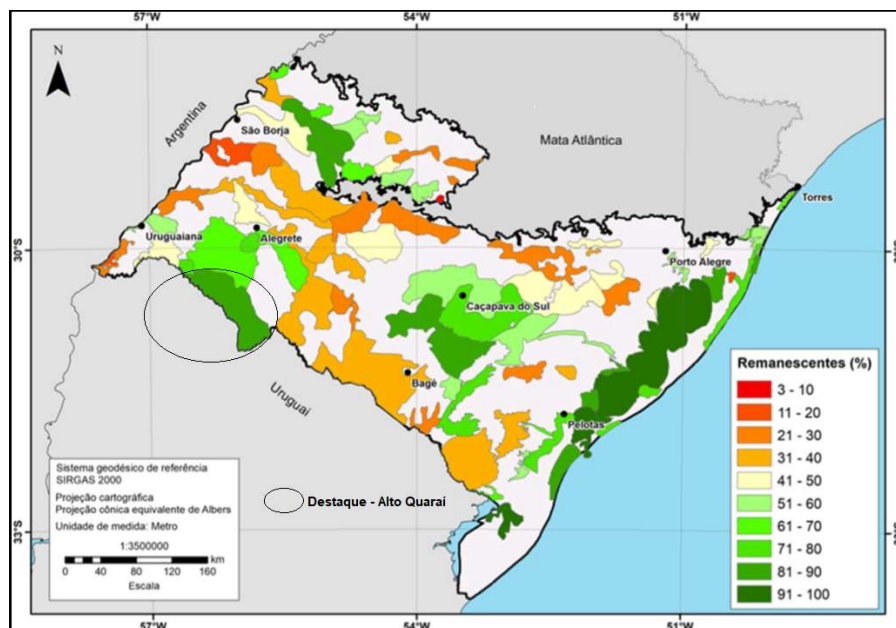 57°W 54°W 51°W
N
Argentina
São Borja
Mata Atlântica
Torres
Uruguaiana
Alegrete
30°S
Porto Alegre
Caçapava do Sul
Bagé
Uruguai
Pelotas
Remanescentes (%)
3 - 10
11 - 20
21 - 30
31 - 40
41 - 50
51 - 60
61 - 70
71 - 80
81 - 90
91 - 100
Sistema geodésico de referência
SIRGAS 2000
Projeção cartográfica
Projeção cônica equivalente de Albers
Unidade de medida: Metro
1:3500000
0 20 40 80 120 160 km
Escala
Destaque - Alto Quaraí
33°S
57°W 54°W 51°W